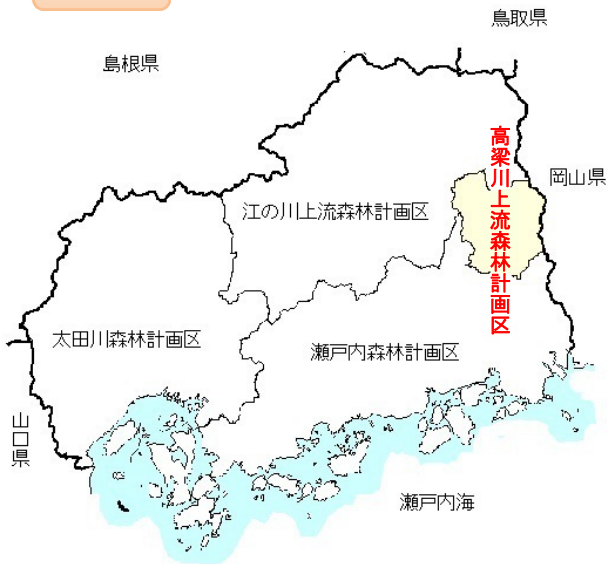 鳥取県
島根県
高梁川上流森林計画区
岡山県
江の川上流森林計画区
太田川森林計画区
瀬戸内森林計画区
山口県
瀬戸内海